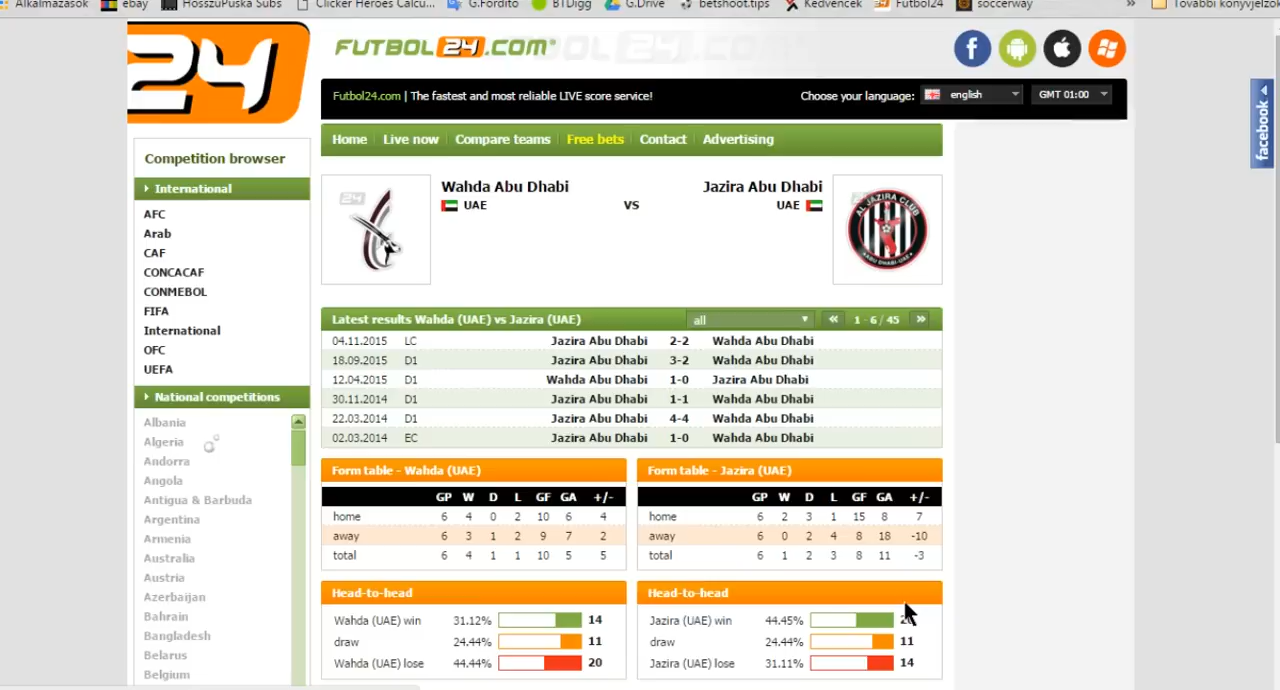 Alkalmazások ebay HosszúPuska Subs Clicker Heroes Calcu... G.Fordito BTDigg G.Drive betshoot.tips Kedvencek Futbol24 soccerway » További könyvjelzők
24
FUTBOL24.COM
Futbol24.com | The fastest and most reliable LIVE score service! Choose your language: english GMT 01:00
facebook
Home Live now Compare teams Free bets Contact Advertising
Competition browser
International
AFC
Arab
CAF
CONCACAF
CONMEBOL
FIFA
International
OFC
UEFA
National competitions
Albania
Algeria
Andorra
Angola
Antigua & Barbuda
Argentina
Armenia
Australia
Austria
Azerbaijan
Bahrain
Bangladesh
Belarus
Belgium
Wahda Abu Dhabi Jazira Abu Dhabi
UAE VS UAE
24
AL JAZIRA CLUB
ABU DHABI-UAE
Latest results Wahda (UAE) vs Jazira (UAE) all « 1 - 6 / 45 »
04.11.2015 LC Jazira Abu Dhabi 2-2 Wahda Abu Dhabi
18.09.2015 D1 Jazira Abu Dhabi 3-2 Wahda Abu Dhabi
12.04.2015 D1 Wahda Abu Dhabi 1-0 Jazira Abu Dhabi
30.11.2014 D1 Jazira Abu Dhabi 1-1 Wahda Abu Dhabi
22.03.2014 D1 Jazira Abu Dhabi 4-4 Wahda Abu Dhabi
02.03.2014 EC Jazira Abu Dhabi 1-0 Wahda Abu Dhabi
Form table - Wahda (UAE)
GP W D L GF GA +/-
home 6 4 0 2 10 6 4
away 6 3 1 2 9 7 2
total 6 4 1 1 10 5 5
Form table - Jazira (UAE)
GP W D L GF GA +/-
home 6 2 3 1 15 8 7
away 6 0 2 4 8 18 -10
total 6 1 2 3 8 11 -3
Head-to-head
Wahda (UAE) win 31.12% 14
draw 24.44% 11
Wahda (UAE) lose 44.44% 20
Head-to-head
Jazira (UAE) win 44.45%
draw 24.44% 11
Jazira (UAE) lose 31.11% 14